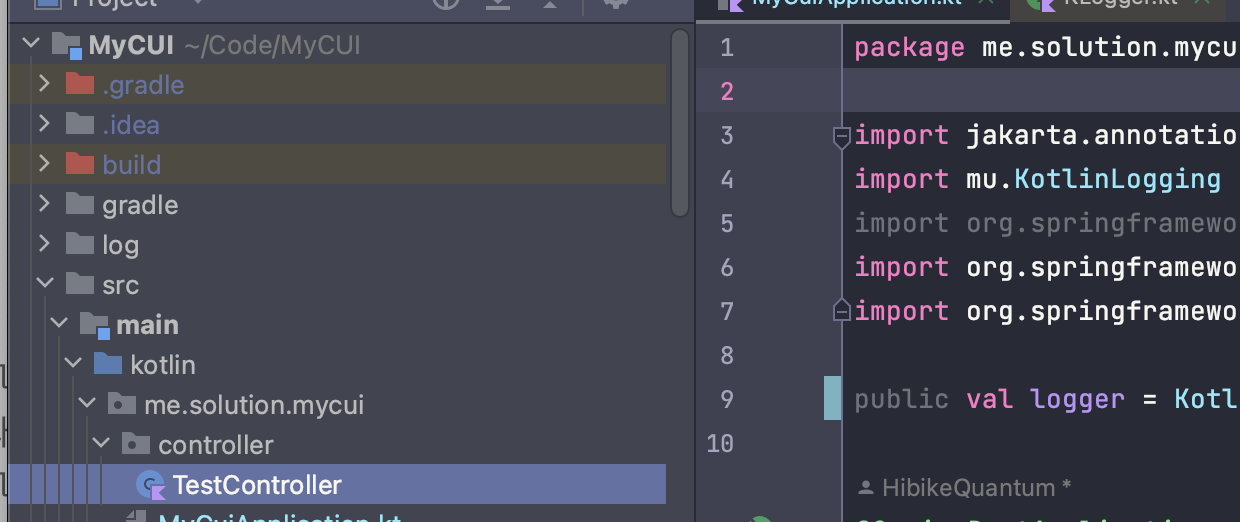 Project
MyCUI ~/Code/MyCUI
.gradle
.idea
build
gradle
log
src
main
kotlin
me.solution.mycui
controller
TestController
MyCuiApplication.kt
MyCuiApplication.kt
KLogger.kt
1 package me.solution.mycu
2
3 import jakarta.annotatio
4 import mu.KotlinLogging
5 import org.springframewo
6 import org.springframewo
7 import org.springframewo
8
9 public val logger = Kotl
10
HibikeQuantum *